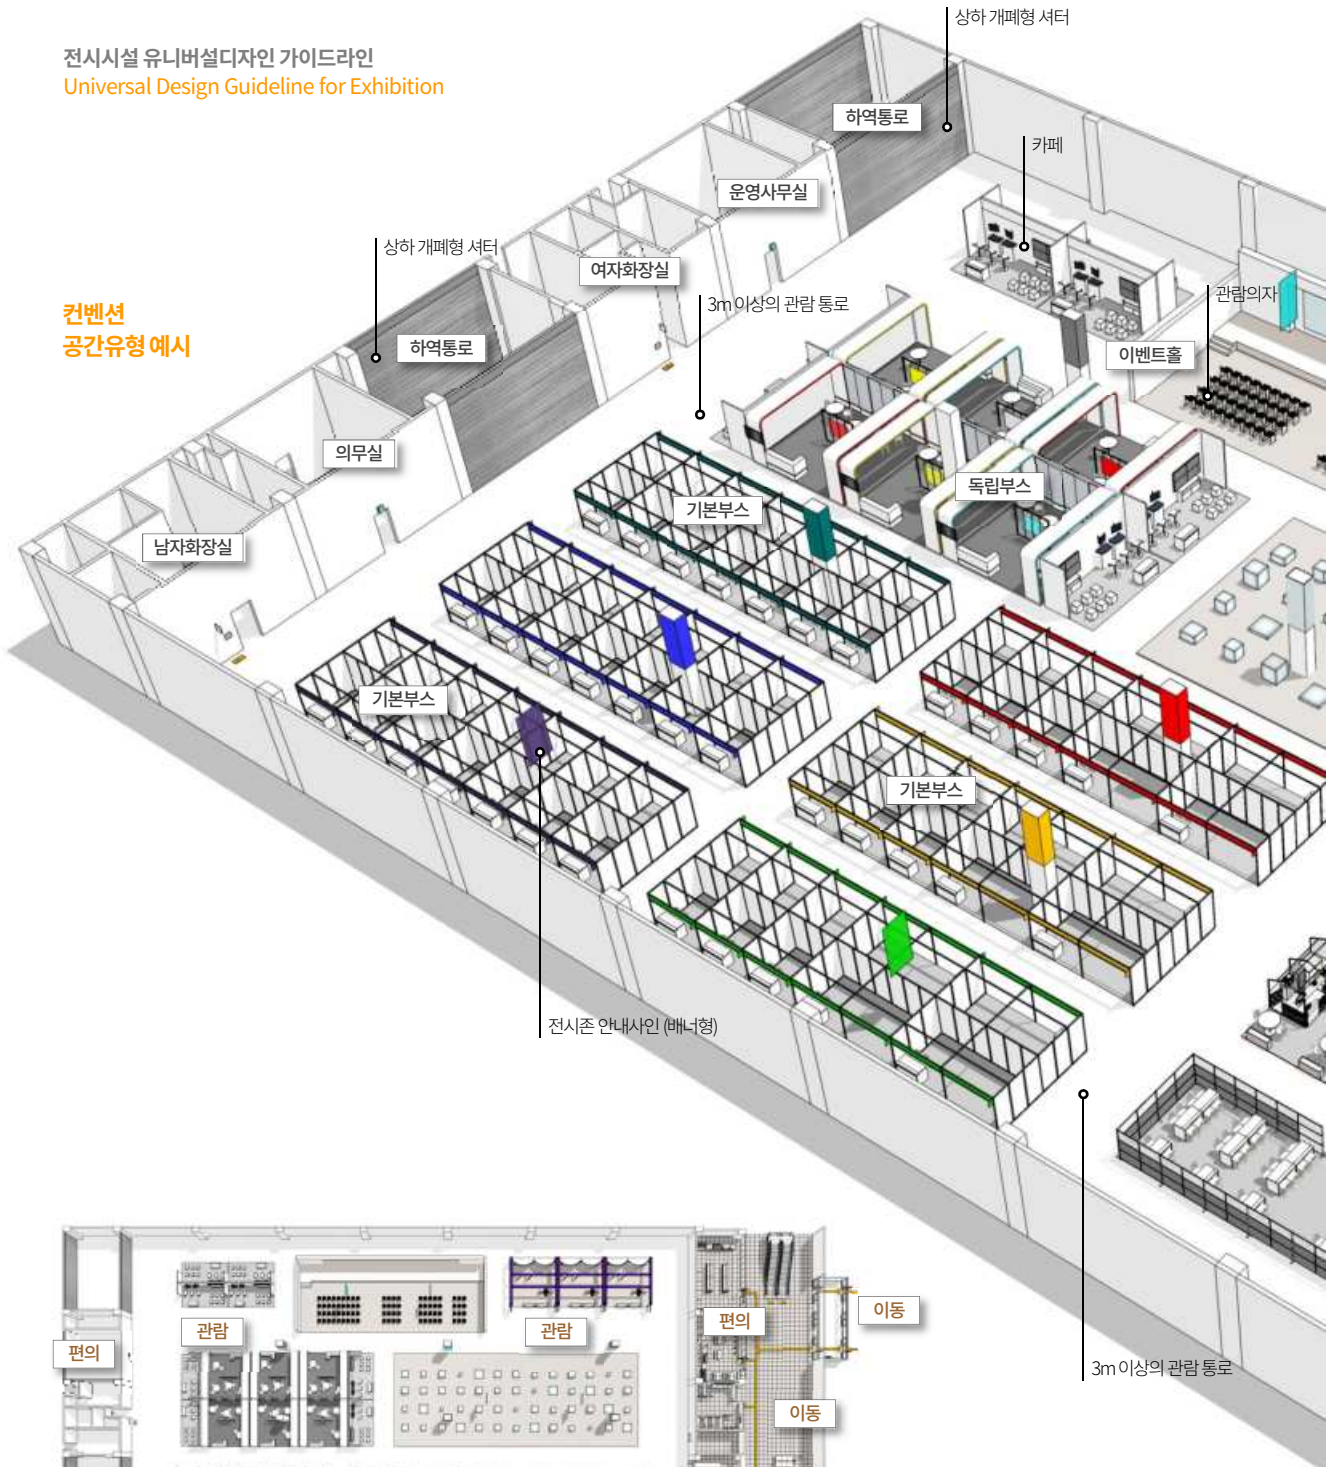 전시시설 유니버설디자인 가이드라인
Universal Design Guideline for Exhibition
컨벤션
공간유형 예시
상하 개폐형 셔터
하역통로
카페
운영사무실
상하 개폐형 셔터
여자화장실
3m 이상의 관람 통로
관람의자
하역통로
이벤트홀
의무실
독립부스
기본부스
남자화장실
기본부스
기본부스
전시존 안내사인 (배너형)
3m 이상의 관람 통로
관람
관람
편의
이동
편의
이동